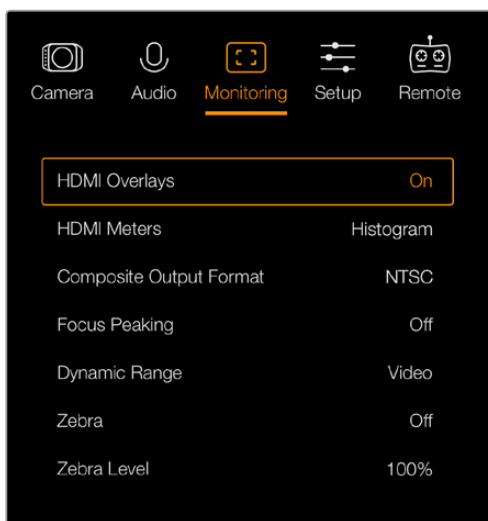 Camera Audio Monitoring Setup Remote
HDMI Overlays On
HDMI Meters Histogram
Composite Output Format NTSC
Focus Peaking Off
Dynamic Range Video
Zebra Off
Zebra Level 100%